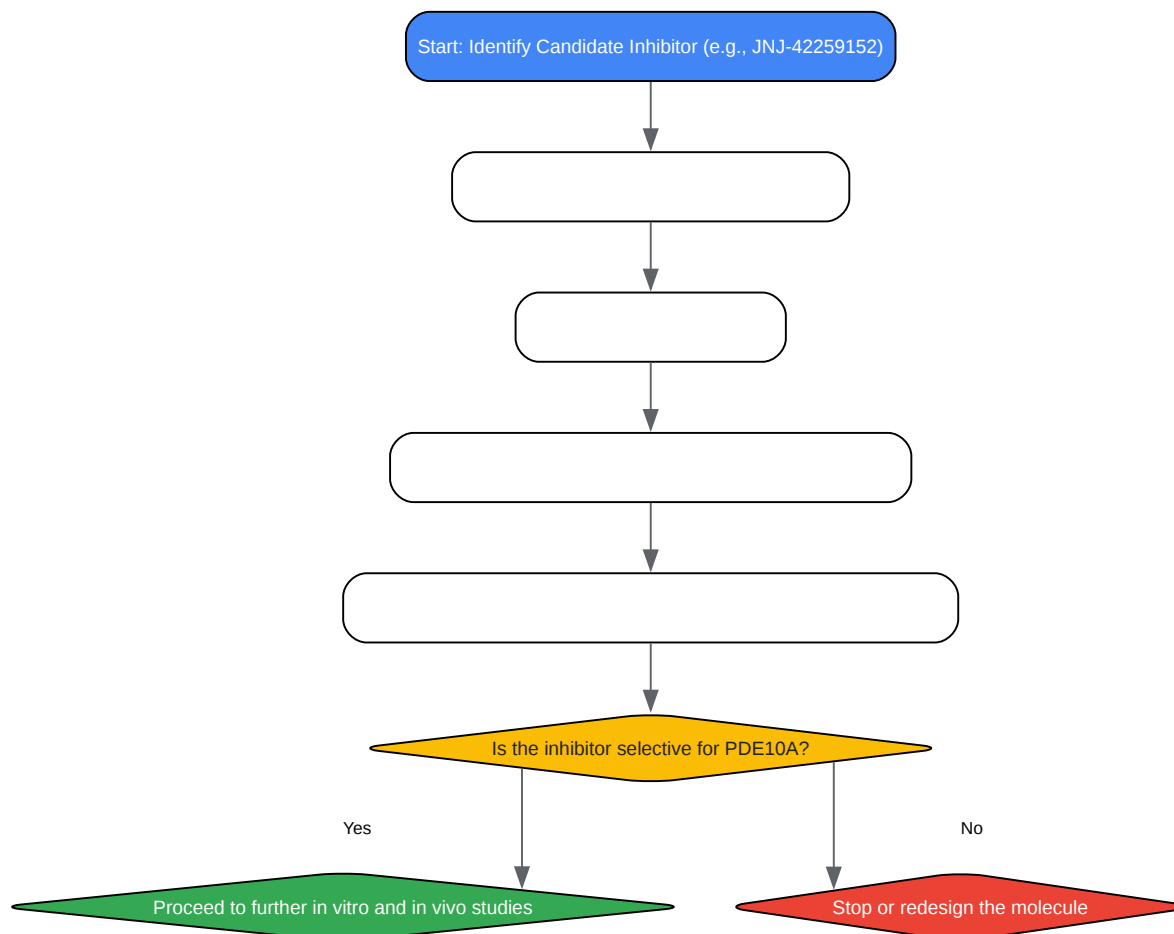 Start: Identify Candidate Inhibitor (e.g., JNJ-42259152)
Is the inhibitor selective for PDE10A?
Yes
No
Proceed to further in vitro and in vivo studies
Stop or redesign the molecule